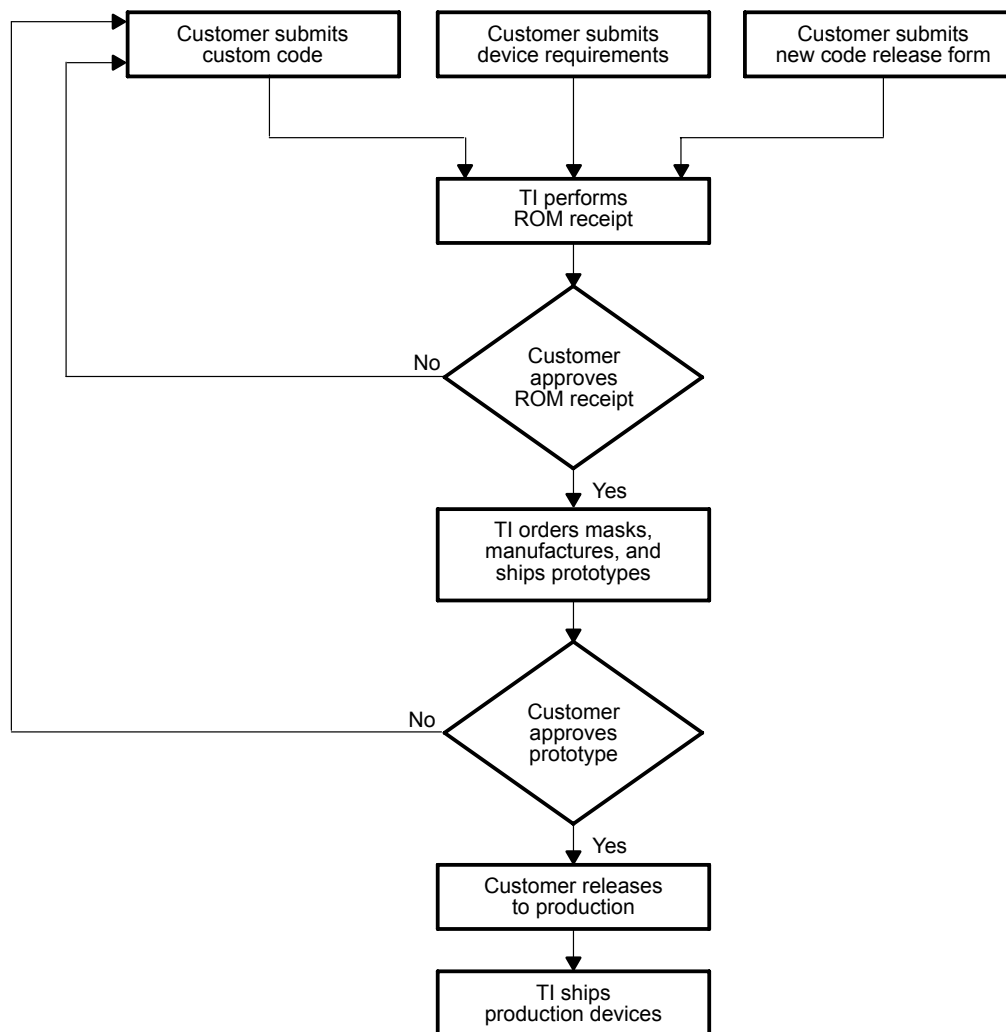 Customer submits
custom code
Customer submits
device requirements
Customer submits
new code release form
TI performs
ROM receipt
No
Customer
approves
ROM receipt
Yes
TI orders masks,
manufactures, and
ships prototypes
No
Customer
approves
prototype
Yes
Customer releases
to production
TI ships
production devices